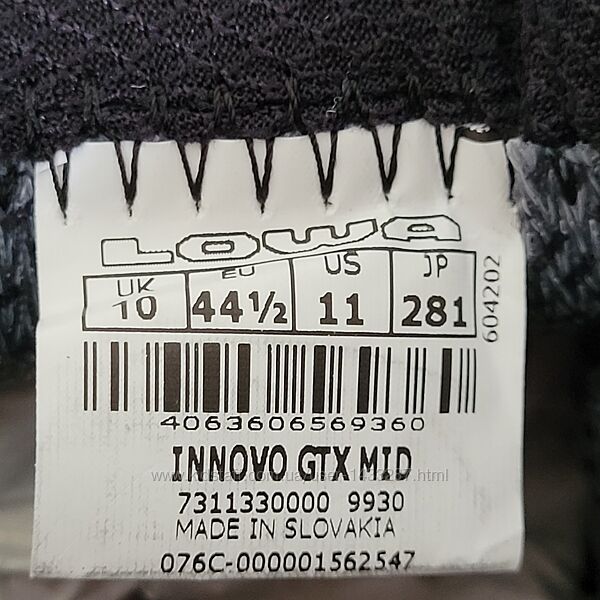 LOWA
UK EU US JP
10 44½ 11 281
604202
4063606569360
INNOVO GTX MID
7311330000 9930
MADE IN SLOVAKIA
076C-000001562547